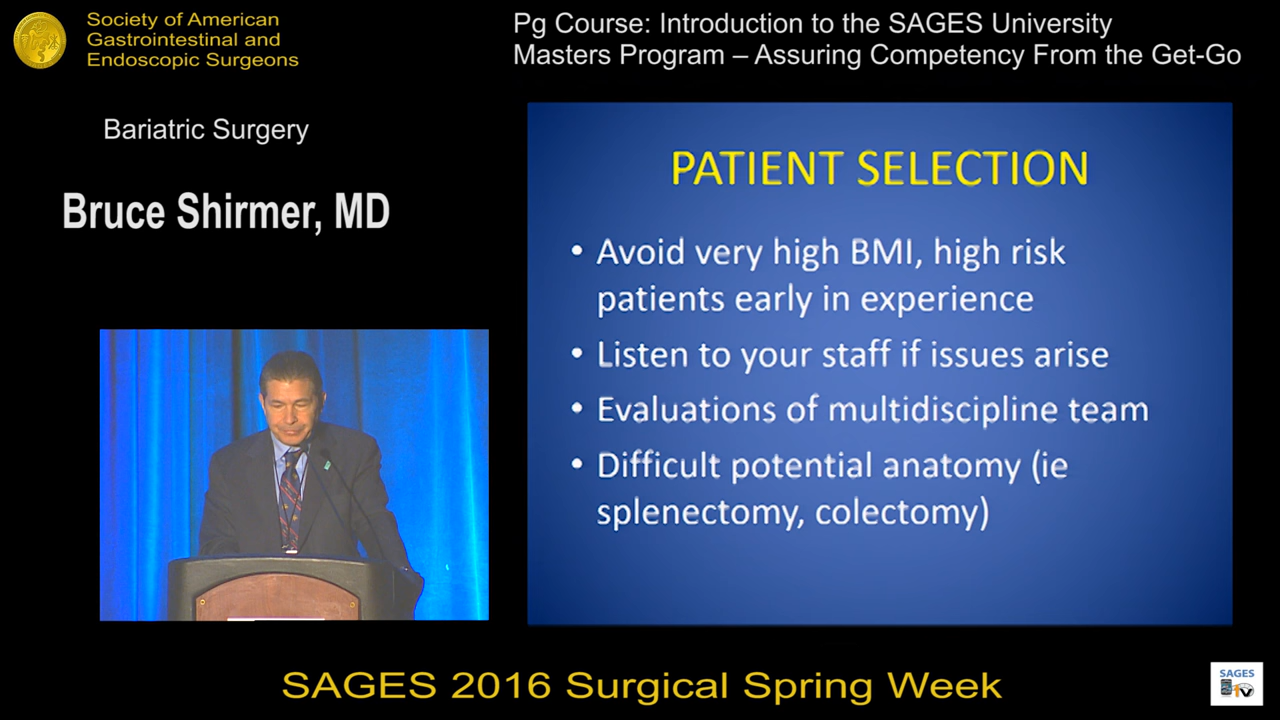 Society of American
Gastrointestinal and
Endoscopic Surgeons
Pg Course: Introduction to the SAGES University
Masters Program – Assuring Competency From the Get-Go
Bariatric Surgery
Bruce Shirmer, MD
PATIENT SELECTION
• Avoid very high BMI, high risk
patients early in experience
• Listen to your staff if issues arise
• Evaluations of multidiscipline team
• Difficult potential anatomy (ie
splenectomy, colectomy)
SAGES 2016 Surgical Spring Week
SAGES
tv